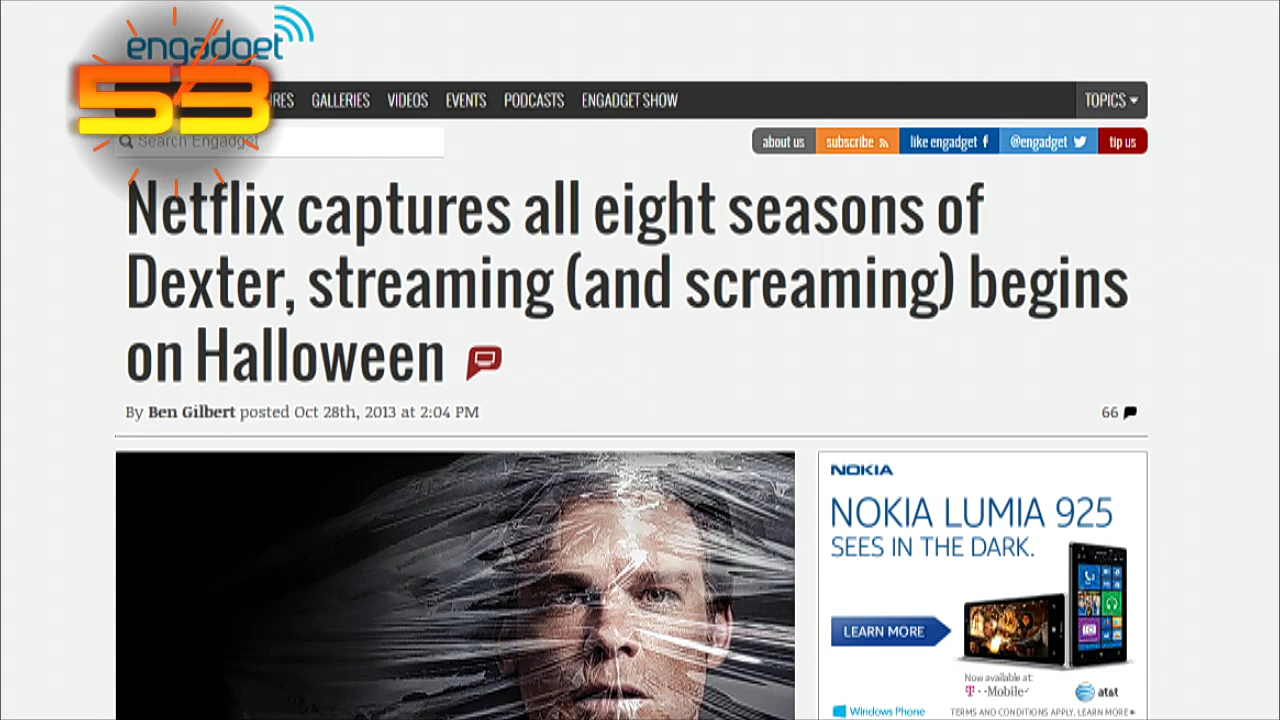 engadget
53
RES GALLERIES VIDEOS EVENTS PODCASTS ENGADGET SHOW TOPICS
Search Engadget
about us subscribe like engadget f @engadget tip us
Netflix captures all eight seasons of
Dexter, streaming (and screaming) begins
on Halloween
By Ben Gilbert posted Oct 28th, 2013 at 2:04 PM
66
NOKIA
NOKIA LUMIA 925
SEES IN THE DARK.
LEARN MORE
Now available at:
T··Mobile·
at&t
Windows Phone
TERMS AND CONDITIONS APPLY, LEARN MORE